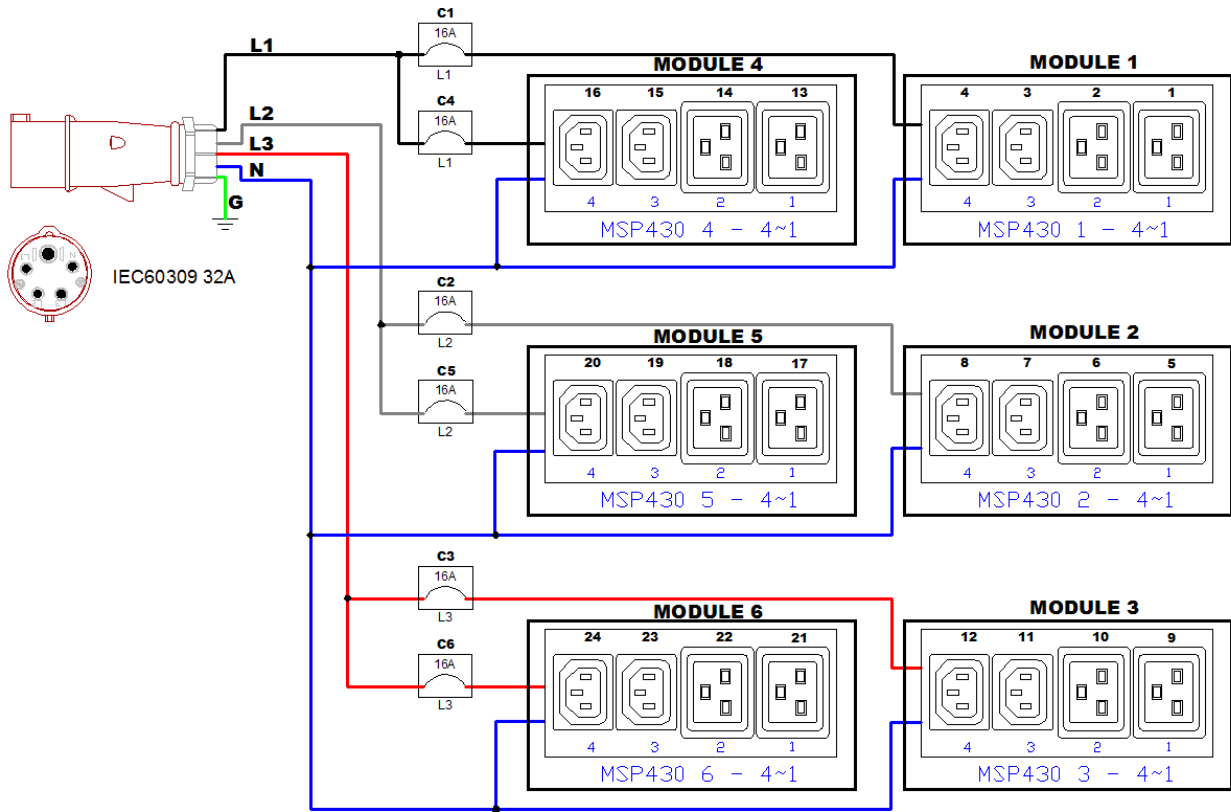 C1
16A
L1
L1
MODULE 4
MODULE 1
C4
16A
L1
16 15 14 13
4 3 2 1
4 3 2 1
4 3 2 1
MSP430 4 - 4~1
MSP430 1 - 4~1
L2
L3
N
G
IEC60309 32A
C2
16A
L2
MODULE 5
MODULE 2
C5
16A
L2
20 19 18 17
8 7 6 5
4 3 2 1
4 3 2 1
MSP430 5 - 4~1
MSP430 2 - 4~1
C3
16A
L3
MODULE 6
MODULE 3
C6
16A
L3
24 23 22 21
12 11 10 9
4 3 2 1
4 3 2 1
MSP430 6 - 4~1
MSP430 3 - 4~1